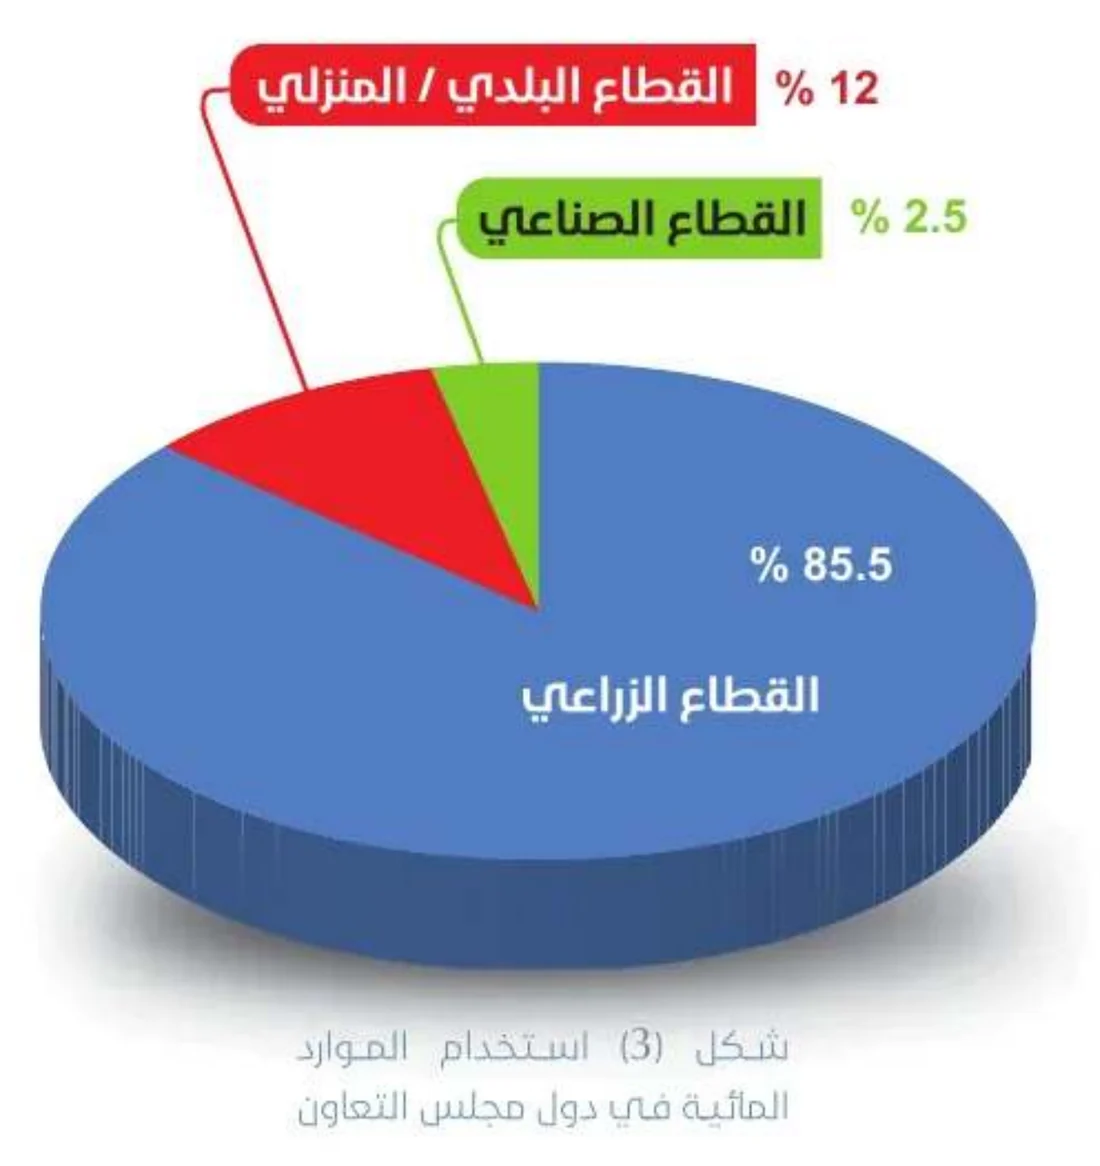 القطاع البلدي / المنزلي % 12
القطاع الصناعي % 2.5
% 85.5
القطاع الزراعي
شكل (3) استخدام الموارد
المائية في دول مجلس التعاون